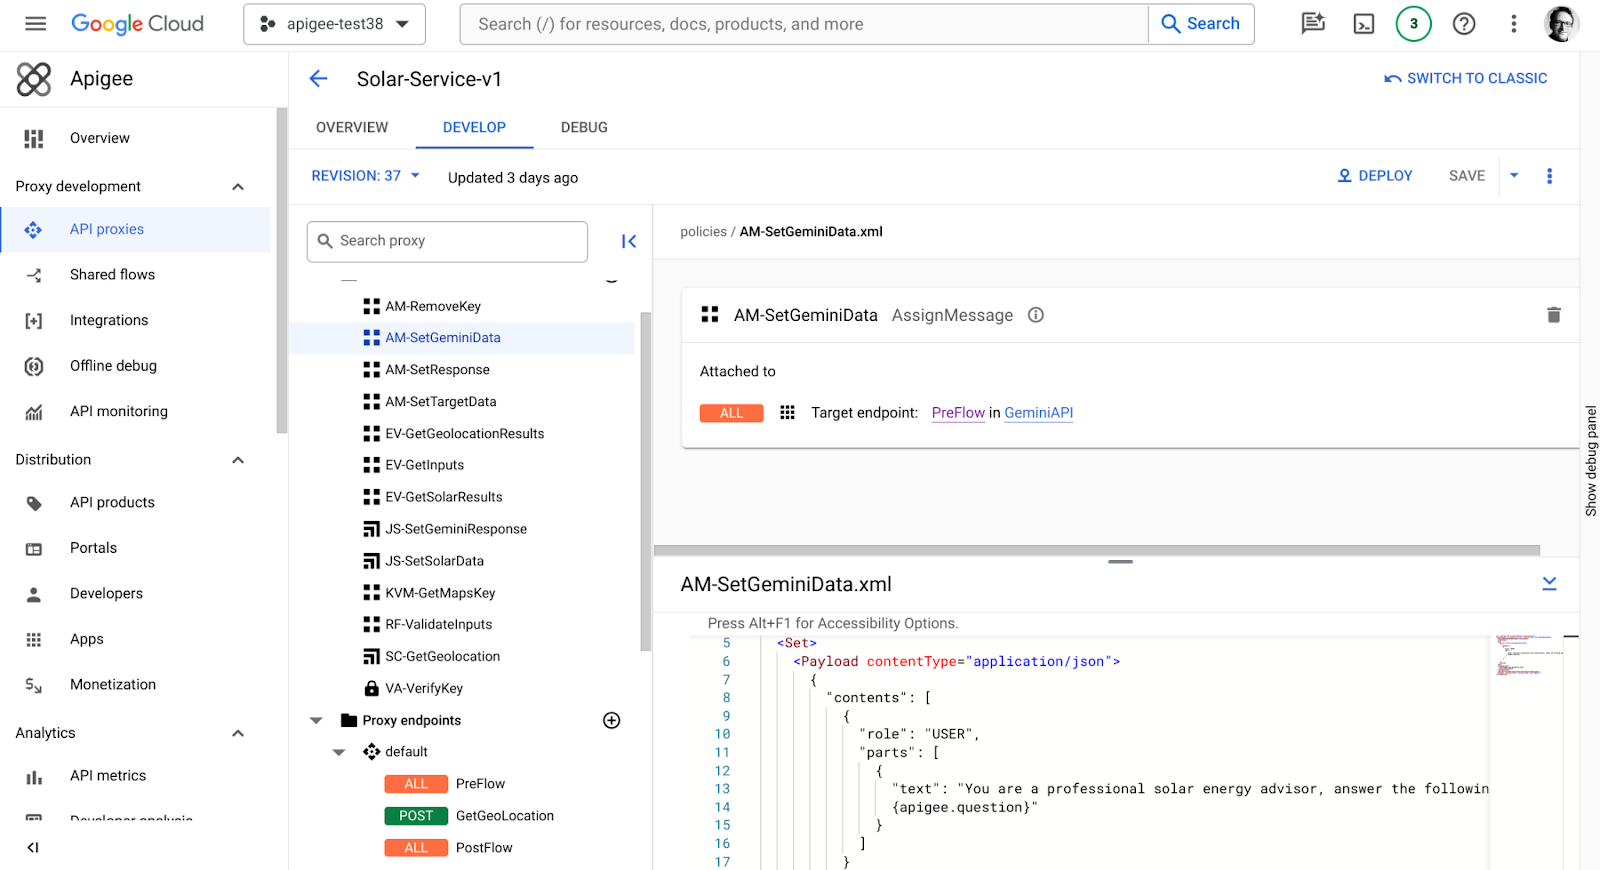 Google Cloud
apigee-test38
Search (/) for resources, docs, products, and more
Search
3
Apigee
Solar-Service-v1
SWITCH TO CLASSIC
OVERVIEW
DEVELOP
DEBUG
REVISION: 37
Updated 3 days ago
DEPLOY
SAVE
Overview
Proxy development
API proxies
Shared flows
Integrations
Offline debug
API monitoring
Distribution
API products
Portals
Developers
Apps
Monetization
Analytics
API metrics
Developer analysis
Search proxy
AM-RemoveKey
AM-SetGeminiData
AM-SetResponse
AM-SetTargetData
EV-GetGeolocationResults
EV-GetInputs
EV-GetSolarResults
JS-SetGeminiResponse
JS-SetSolarData
KVM-GetMapsKey
RF-ValidateInputs
SC-GetGeolocation
VA-VerifyKey
Proxy endpoints
default
ALL PreFlow
POST GetGeoLocation
ALL PostFlow
policies / AM-SetGeminiData.xml
AM-SetGeminiData AssignMessage
Attached to
ALL Target endpoint: PreFlow in GeminiAPI
Show debug panel
AM-SetGeminiData.xml
Press Alt+F1 for Accessibility Options.
5 <Set>
6 <Payload contentType="application/json">
7 {
8 "contents": [
9 {
10 "role": "USER",
11 "parts": [
12 {
13 "text": "You are a professional solar energy advisor, answer the followin
14 {apigee.question}"
15 }
16 ]
17 }